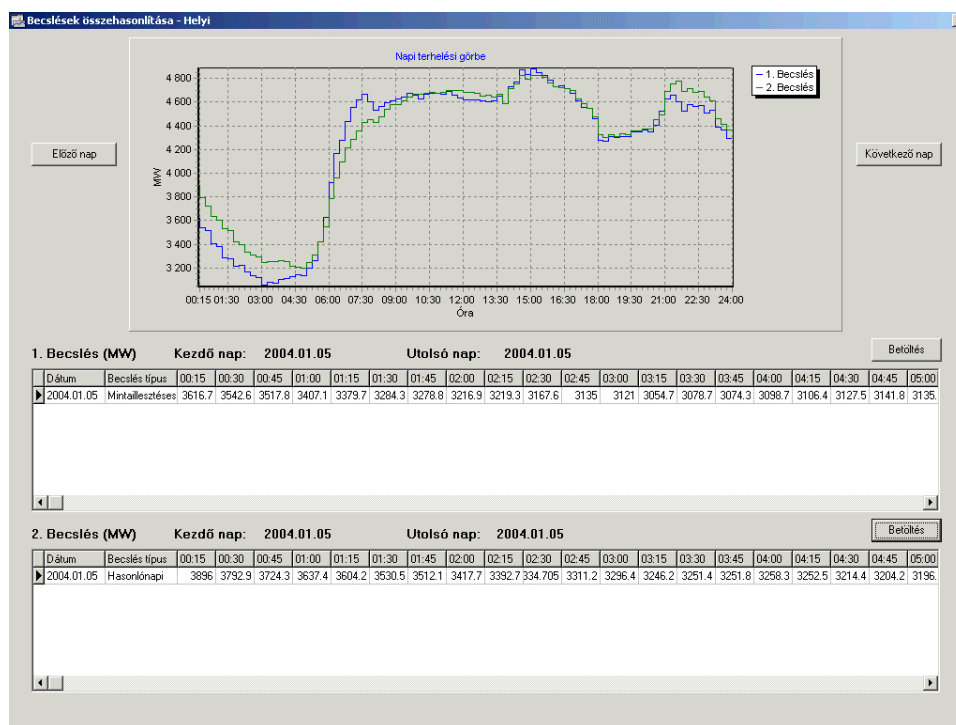 Becslések összehasonlítása - Helyi
Napi terhelési görbe
1. Becslés
2. Becslés
4 800
4 600
4 400
4 200
4 000
3 800
3 600
3 400
3 200
MW
Előző nap
Következő nap
00:15 01:30 03:00 04:30 06:00 07:30 09:00 10:30 12:00 13:30 15:00 16:30 18:00 19:30 21:00 22:30 24:00
Óra
1. Becslés (MW) Kezdő nap: 2004.01.05 Utolsó nap: 2004.01.05 Betöltés
Dátum Becslés típus 00:15 00:30 00:45 01:00 01:15 01:30 01:45 02:00 02:15 02:30 02:45 03:00 03:15 03:30 03:45 04:00 04:15 04:30 04:45 05:00
2004.01.05 Mintaillesztéses 3616.7 3542.6 3517.8 3407.1 3379.7 3284.3 3278.8 3216.9 3219.3 3167.6 3135 3121 3054.7 3078.7 3074.3 3098.7 3106.4 3127.5 3141.8 3135.
2. Becslés (MW) Kezdő nap: 2004.01.05 Utolsó nap: 2004.01.05 Betöltés
Dátum Becslés típus 00:15 00:30 00:45 01:00 01:15 01:30 01:45 02:00 02:15 02:30 02:45 03:00 03:15 03:30 03:45 04:00 04:15 04:30 04:45 05:00
2004.01.05 Hasonlónapi 3896 3792.9 3724.3 3637.4 3604.2 3530.5 3512.1 3417.7 3392.7 334.705 3311.2 3296.4 3246.2 3251.4 3251.8 3258.3 3252.5 3214.4 3204.2 3196.